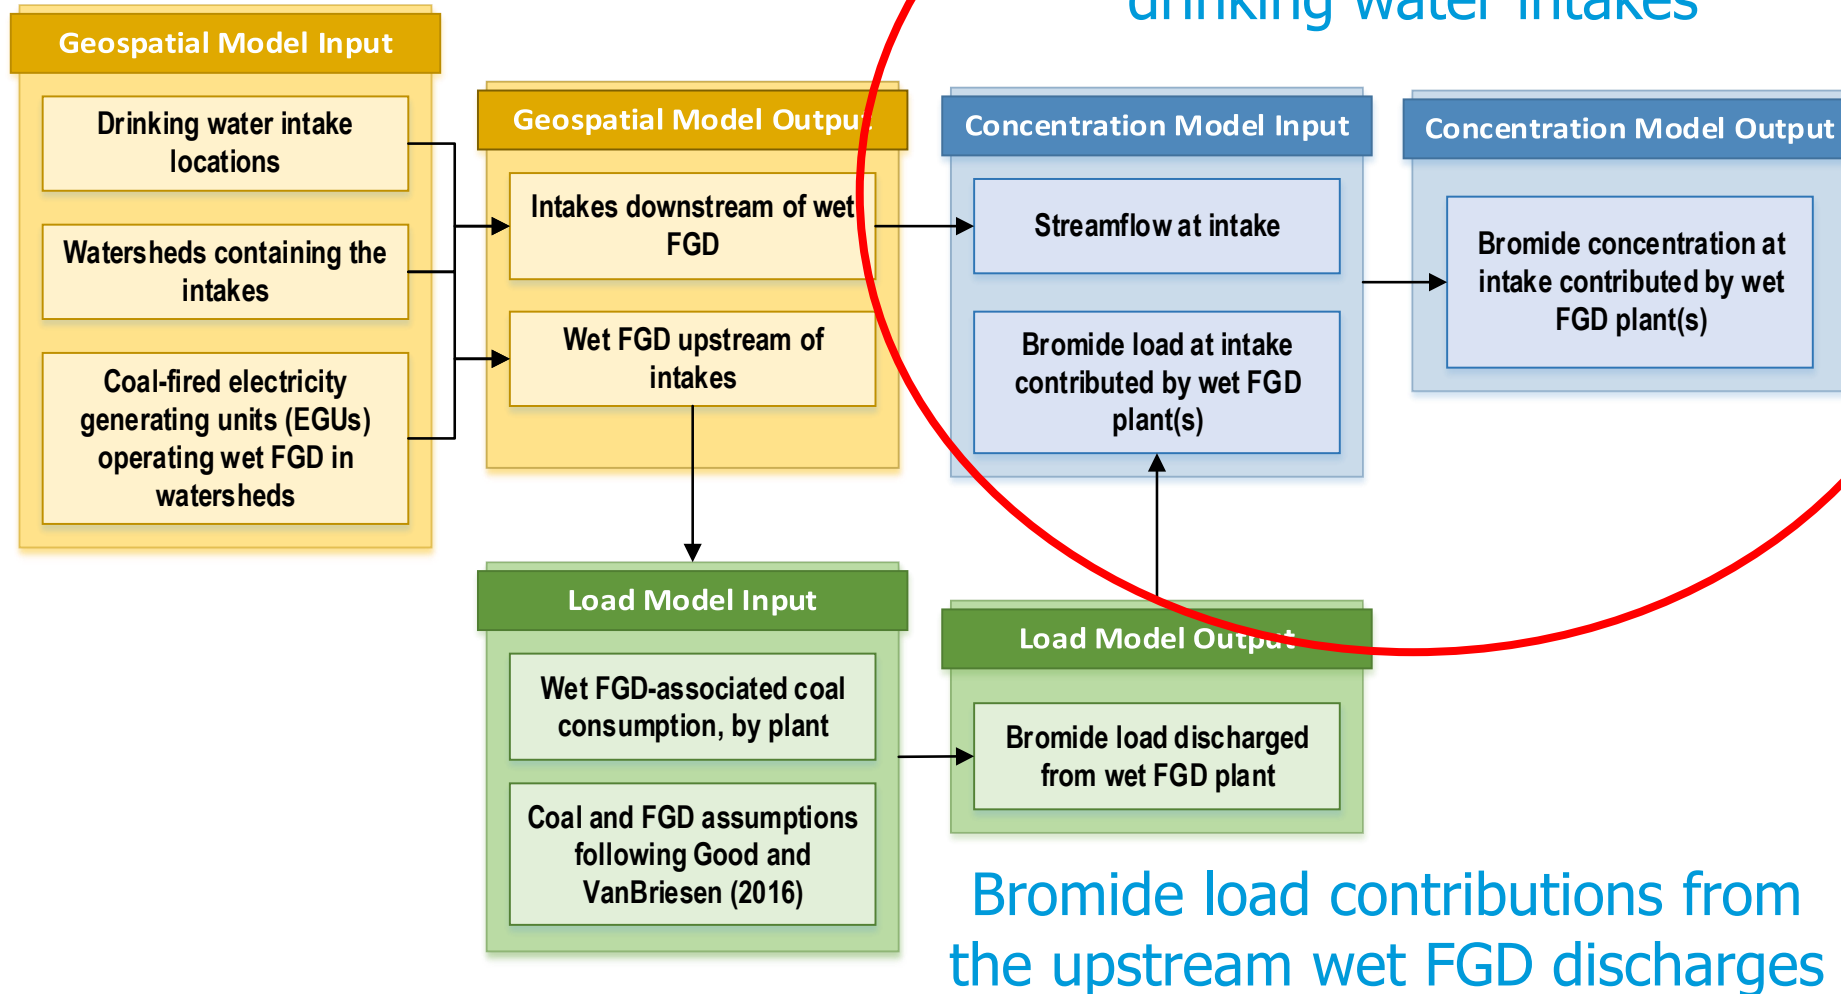 drinking water intakes
Geospatial Model Input
Drinking water intake
locations
Watersheds containing the
intakes
Coal-fired electricity
generating units (EGUs)
operating wet FGD in
watersheds
Geospatial Model Output
Intakes downstream of wet
FGD
Wet FGD upstream of
intakes
Concentration Model Input
Streamflow at intake
Bromide load at intake
contributed by wet FGD
plant(s)
Concentration Model Output
Bromide concentration at
intake contributed by wet
FGD plant(s)
Load Model Input
Wet FGD-associated coal
consumption, by plant
Coal and FGD assumptions
following Good and
VanBriesen (2016)
Load Model Output
Bromide load discharged
from wet FGD plant
Bromide load contributions from
the upstream wet FGD discharges